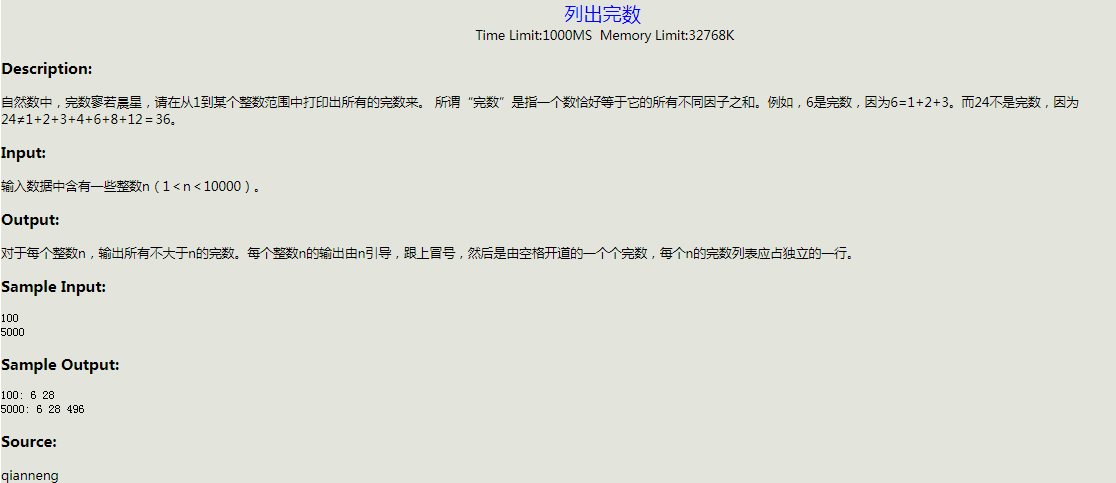 列出完数
Time Limit:1000MS  Memory Limit:32768K
Description:
自然数中，完数寥若晨星，请在从1到某个整数范围中打印出所有的完数来。 所谓“完数”是指一个数恰好等于它的所有不同因子之和。例如，6是完数，因为6=1+2+3。而24不是完数，因为
24≠1+2+3+4+6+8+12＝36。
Input:
输入数据中含有一些整数n（1＜n＜10000）。
Output:
对于每个整数n，输出所有不大于n的完数。每个整数n的输出由n引导，跟上冒号，然后是由空格开道的一个个完数，每个n的完数列表应占独立的一行。
Sample Input:
100
5000
Sample Output:
100: 6 28
5000: 6 28 496
Source:
qianneng